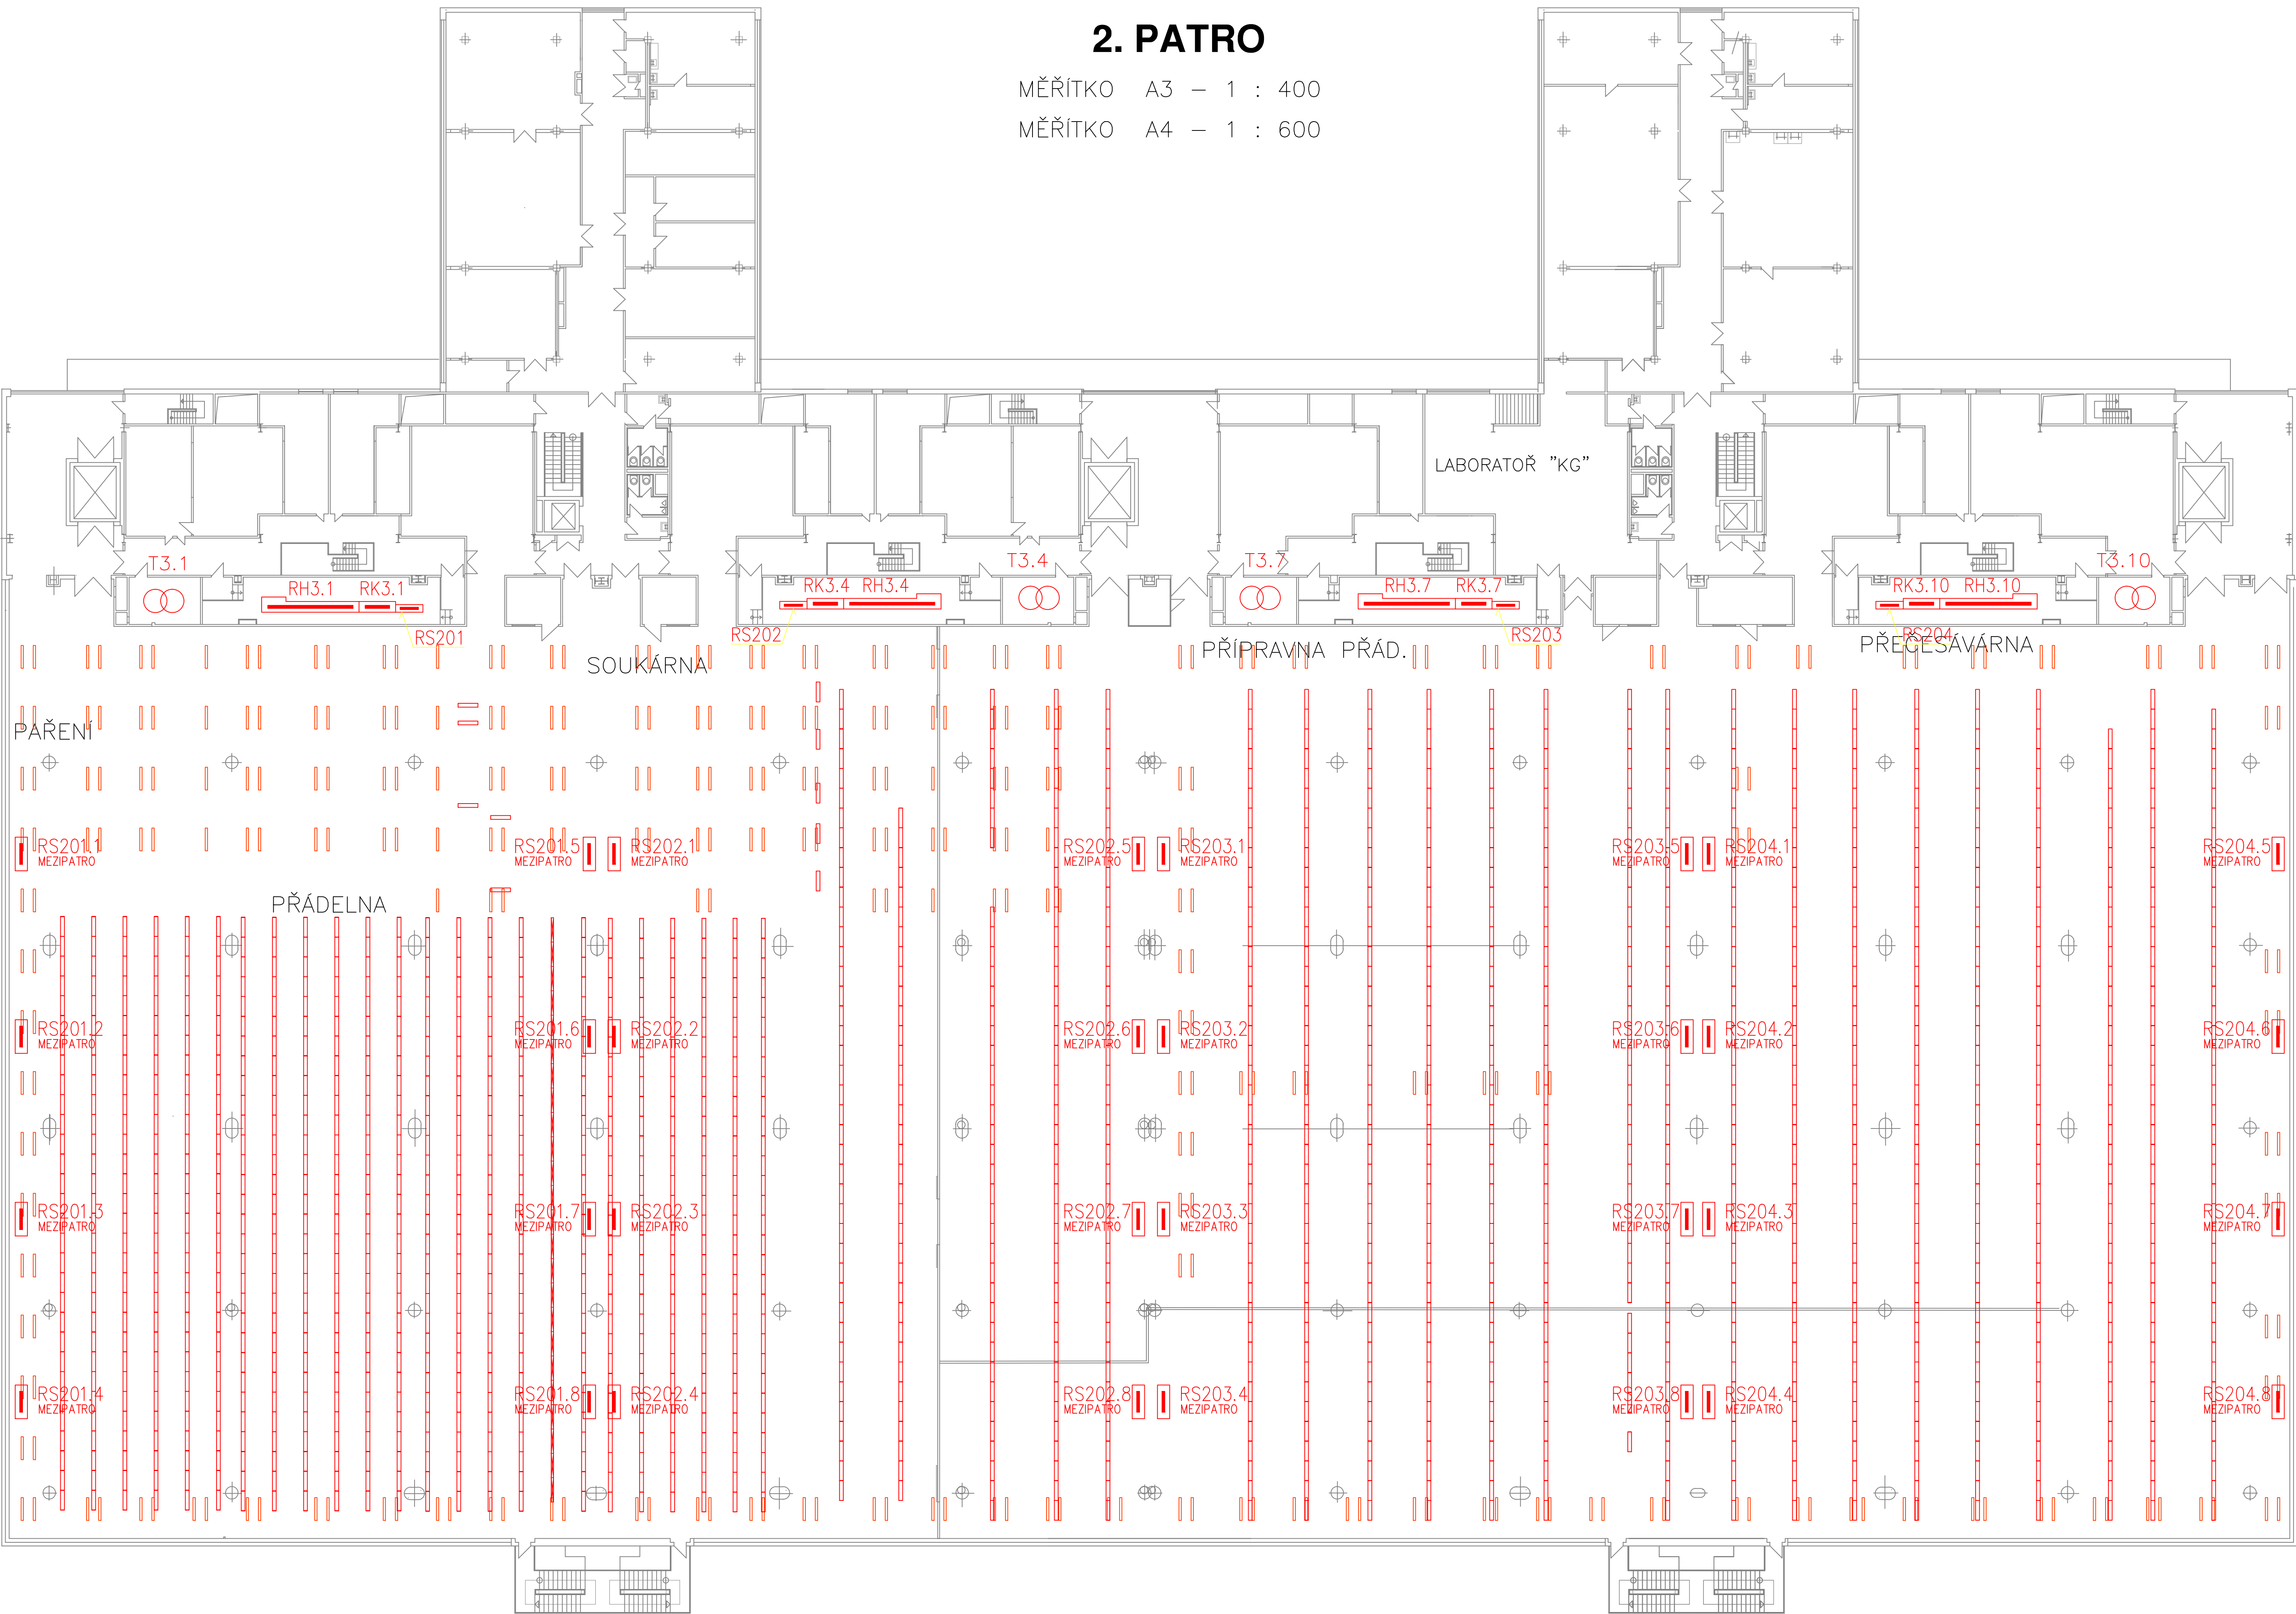 2. PATRO
MĚŘÍTKO A3 – 1 : 400
MĚŘÍTKO A4 – 1 : 600
LABORATOŘ "KG"
T3.1
RH3.1
RK3.1
RS201
T3.4
RK3.4
RH3.4
RS202
T3.7
RH3.7
RK3.7
RS203
T3.10
RK3.10
RH3.10
RS204
SOUKÁRNA
PŘÍPRAVNA PŘÁD.
PŘEČESÁVÁRNA
PAŘENÍ
RS201.1
MEZIPATRO
RS201.5
MEZIPATRO
RS202.1
MEZIPATRO
RS202.5
MEZIPATRO
RS203.1
MEZIPATRO
RS203.5
MEZIPATRO
RS204.1
MEZIPATRO
RS204.5
MEZIPATRO
PŘÁDELNA
RS201.2
MEZIPATRO
RS201.6
MEZIPATRO
RS202.2
MEZIPATRO
RS202.6
MEZIPATRO
RS203.2
MEZIPATRO
RS203.6
MEZIPATRO
RS204.2
MEZIPATRO
RS204.6
MEZIPATRO
RS201.3
MEZIPATRO
RS201.7
MEZIPATRO
RS202.3
MEZIPATRO
RS202.7
MEZIPATRO
RS203.3
MEZIPATRO
RS203.7
MEZIPATRO
RS204.3
MEZIPATRO
RS204.7
MEZIPATRO
RS201.4
MEZIPATRO
RS201.8
MEZIPATRO
RS202.4
MEZIPATRO
RS202.8
MEZIPATRO
RS203.4
MEZIPATRO
RS203.8
MEZIPATRO
RS204.4
MEZIPATRO
RS204.8
MEZIPATRO